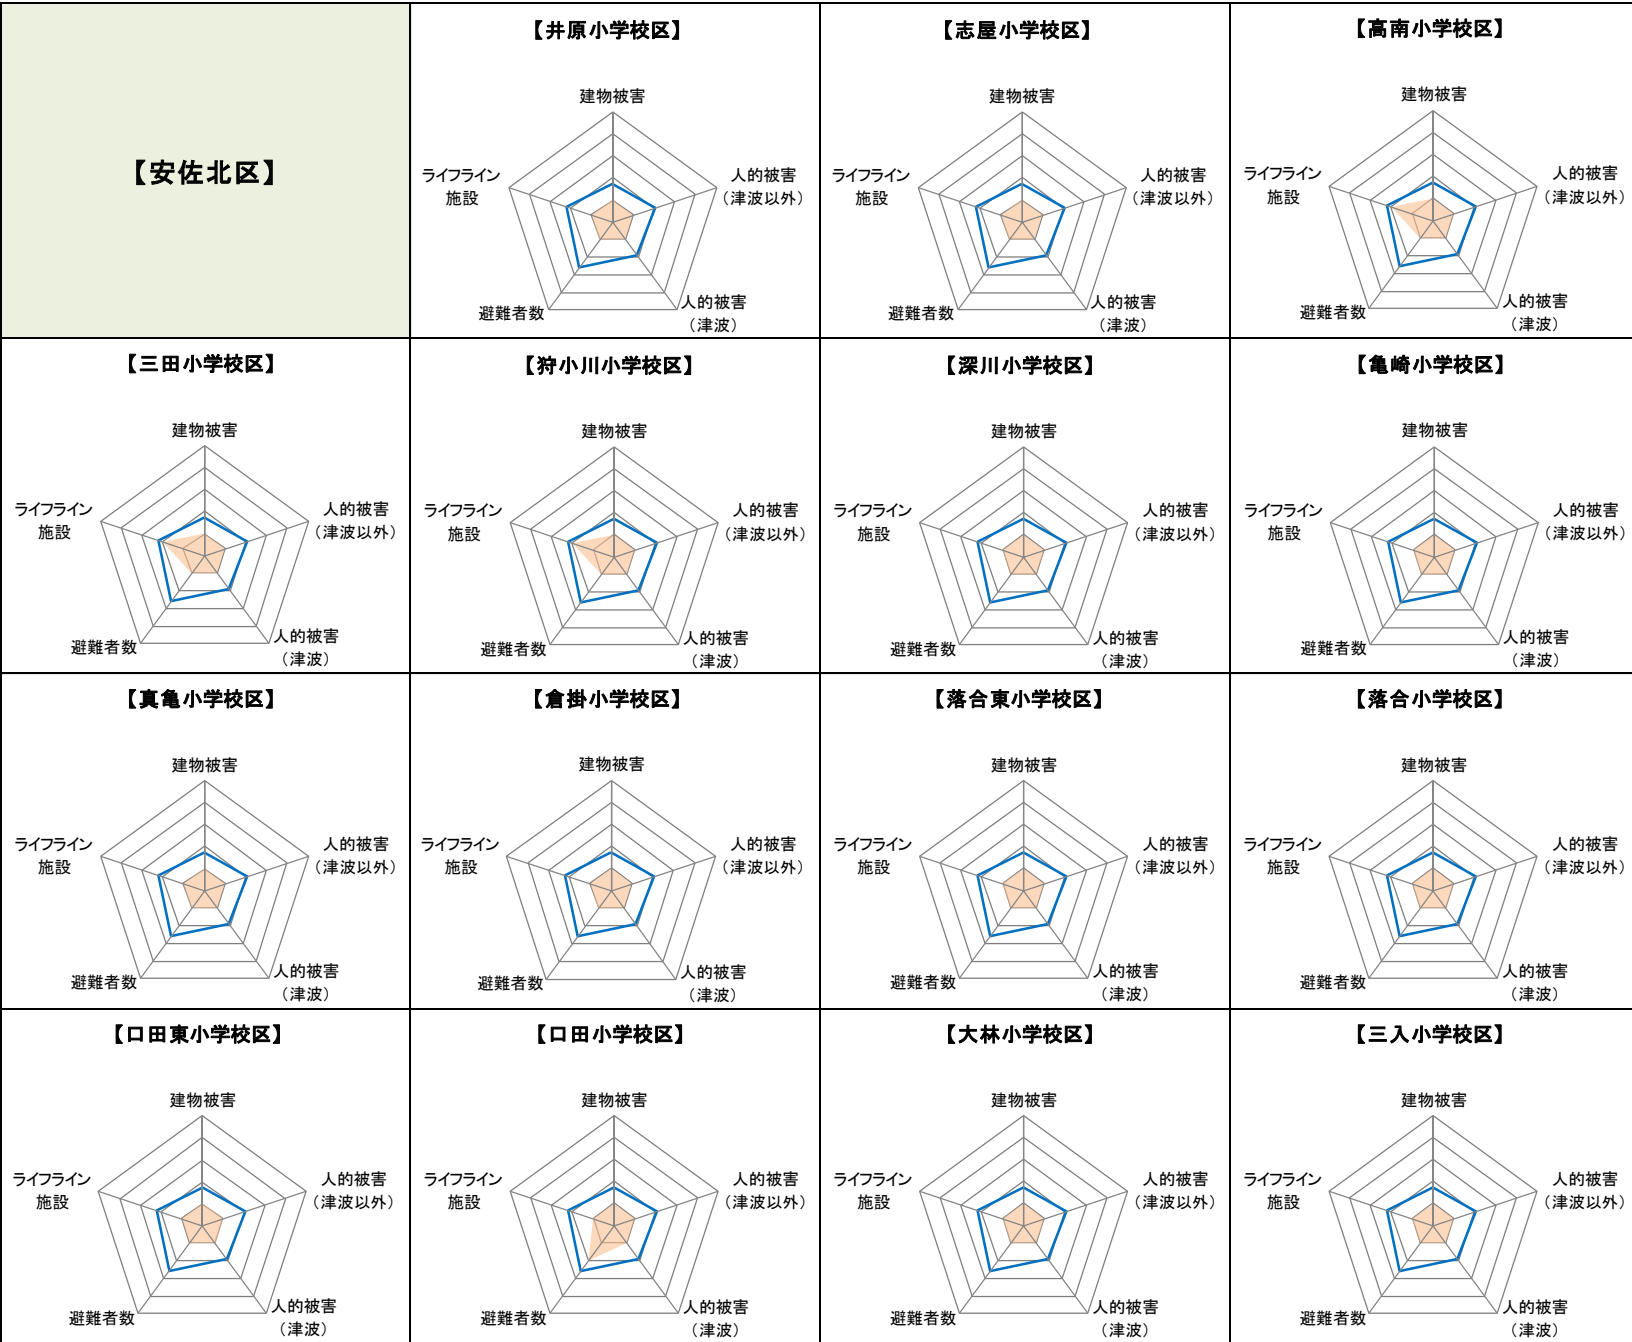 【安佐北区】
【井原小学校区】
建物被害
ライフライン
施設
人的被害
（津波以外）
避難者数
人的被害
（津波）
【志屋小学校区】
建物被害
ライフライン
施設
人的被害
（津波以外）
避難者数
人的被害
（津波）
【高南小学校区】
建物被害
ライフライン
施設
人的被害
（津波以外）
避難者数
人的被害
（津波）
【三田小学校区】
建物被害
ライフライン
施設
人的被害
（津波以外）
避難者数
人的被害
（津波）
【狩小川小学校区】
建物被害
ライフライン
施設
人的被害
（津波以外）
避難者数
人的被害
（津波）
【深川小学校区】
建物被害
ライフライン
施設
人的被害
（津波以外）
避難者数
人的被害
（津波）
【亀崎小学校区】
建物被害
ライフライン
施設
人的被害
（津波以外）
避難者数
人的被害
（津波）
【真亀小学校区】
建物被害
ライフライン
施設
人的被害
（津波以外）
避難者数
人的被害
（津波）
【倉掛小学校区】
建物被害
ライフライン
施設
人的被害
（津波以外）
避難者数
人的被害
（津波）
【落合東小学校区】
建物被害
ライフライン
施設
人的被害
（津波以外）
避難者数
人的被害
（津波）
【落合小学校区】
建物被害
ライフライン
施設
人的被害
（津波以外）
避難者数
人的被害
（津波）
【口田東小学校区】
建物被害
ライフライン
施設
人的被害
（津波以外）
避難者数
人的被害
（津波）
【口田小学校区】
建物被害
ライフライン
施設
人的被害
（津波以外）
避難者数
人的被害
（津波）
【大林小学校区】
建物被害
ライフライン
施設
人的被害
（津波以外）
避難者数
人的被害
（津波）
【三入小学校区】
建物被害
ライフライン
施設
人的被害
（津波以外）
避難者数
人的被害
（津波）